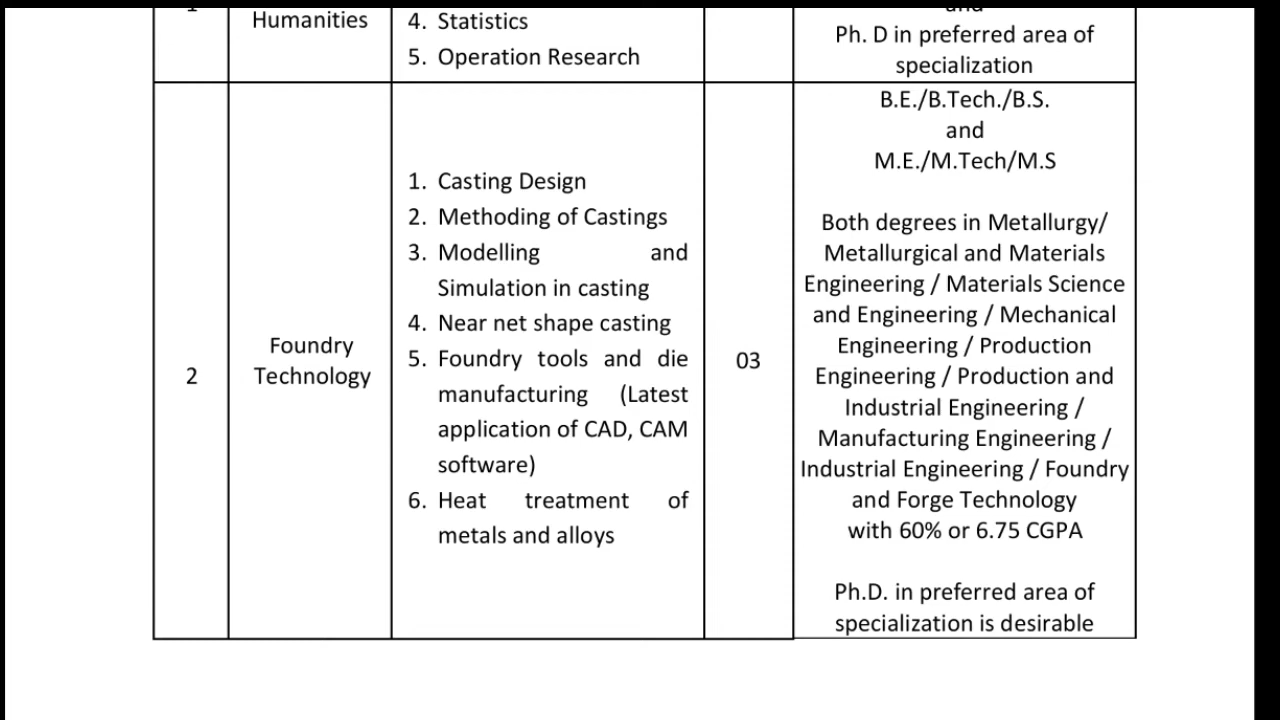 1
Humanities
4. Statistics
5. Operation Research
and
Ph. D in preferred area of
specialization
2
Foundry
Technology
1. Casting Design
2. Methoding of Castings
3. Modelling and
Simulation in casting
4. Near net shape casting
5. Foundry tools and die
manufacturing (Latest
application of CAD, CAM
software)
6. Heat treatment of
metals and alloys
03
B.E./B.Tech./B.S.
and
M.E./M.Tech/M.S
Both degrees in Metallurgy/
Metallurgical and Materials
Engineering / Materials Science
and Engineering / Mechanical
Engineering / Production
Engineering / Production and
Industrial Engineering /
Manufacturing Engineering /
Industrial Engineering / Foundry
and Forge Technology
with 60% or 6.75 CGPA
Ph.D. in preferred area of
specialization is desirable